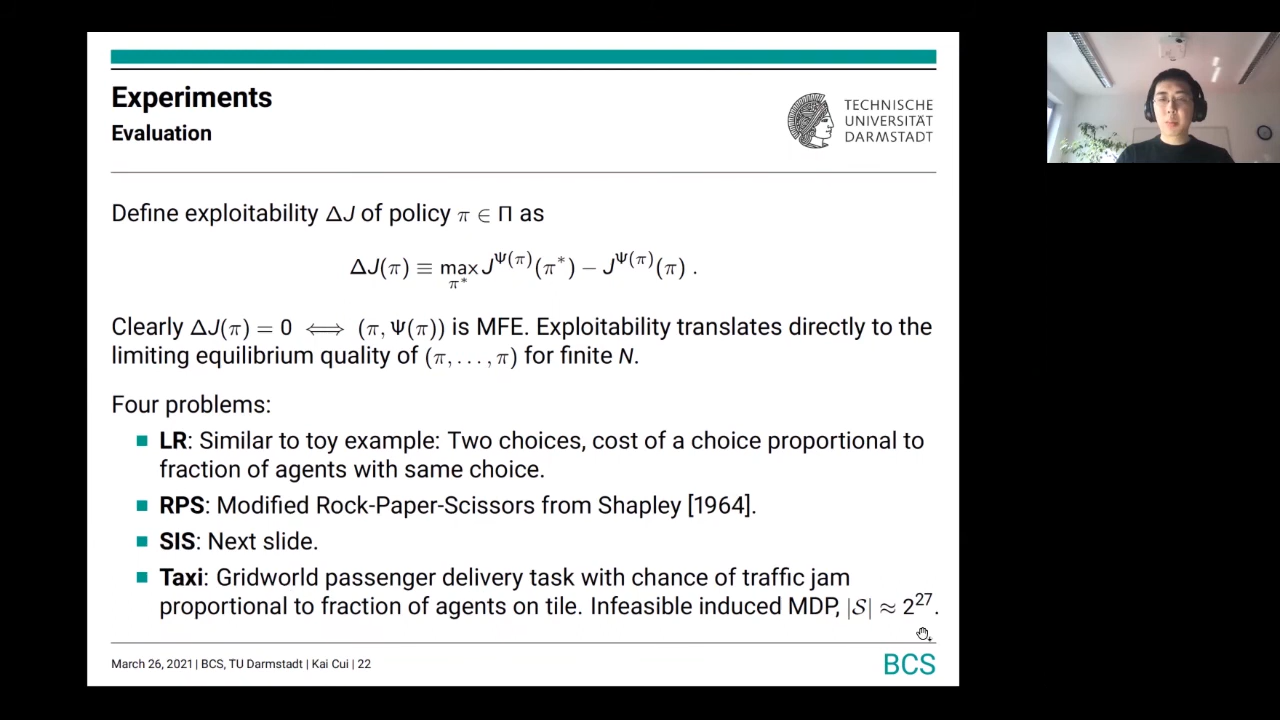 Experiments
Evaluation
TECHNISCHE
UNIVERSITÄT
DARMSTADT
Define exploitability ΔJ of policy π ∈ Π as
ΔJ(π) ≡ max_{π*} J^{Ψ(π)}(π*) − J^{Ψ(π)}(π) .
Clearly ΔJ(π) = 0 ⟺ (π, Ψ(π)) is MFE. Exploitability translates directly to the
limiting equilibrium quality of (π, . . . , π) for finite N.
Four problems:
■ LR: Similar to toy example: Two choices, cost of a choice proportional to
fraction of agents with same choice.
■ RPS: Modified Rock-Paper-Scissors from Shapley [1964].
■ SIS: Next slide.
■ Taxi: Gridworld passenger delivery task with chance of traffic jam
proportional to fraction of agents on tile. Infeasible induced MDP, |𝒮| ≈ 2^{27}.
March 26, 2021 | BCS, TU Darmstadt | Kai Cui | 22
BCS